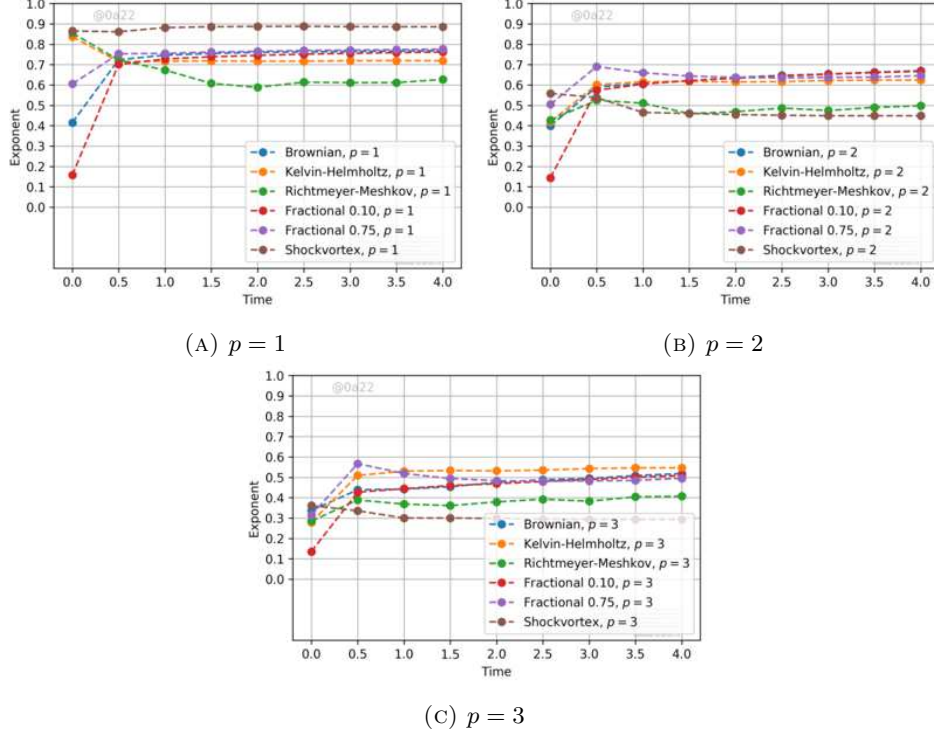 @0a22
1.0
0.9
0.8
0.7
0.6
0.5
0.4
0.3
0.2
0.1
0.0
Exponent
Brownian, p = 1
Kelvin-Helmholtz, p = 1
Richtmeyer-Meshkov, p = 1
Fractional 0.10, p = 1
Fractional 0.75, p = 1
Shockvortex, p = 1
0.0 0.5 1.0 1.5 2.0 2.5 3.0 3.5 4.0
Time
(A) p = 1
@0a22
1.0
0.9
0.8
0.7
0.6
0.5
0.4
0.3
0.2
0.1
0.0
Exponent
Brownian, p = 2
Kelvin-Helmholtz, p = 2
Richtmeyer-Meshkov, p = 2
Fractional 0.10, p = 2
Fractional 0.75, p = 2
Shockvortex, p = 2
0.0 0.5 1.0 1.5 2.0 2.5 3.0 3.5 4.0
Time
(B) p = 2
@0a22
1.0
0.9
0.8
0.7
0.6
0.5
0.4
0.3
0.2
0.1
0.0
Exponent
Brownian, p = 3
Kelvin-Helmholtz, p = 3
Richtmeyer-Meshkov, p = 3
Fractional 0.10, p = 3
Fractional 0.75, p = 3
Shockvortex, p = 3
0.0 0.5 1.0 1.5 2.0 2.5 3.0 3.5 4.0
Time
(C) p = 3